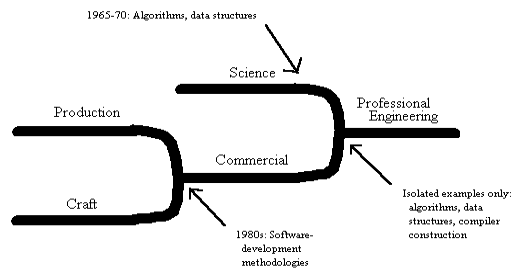 1965-70: Algorithms, data structures
Science
Professional
Engineering
Production
Commercial
Craft
Isolated examples only:
algorithms, data
structures, compiler
construction
1980s: Software-
development
methodologies